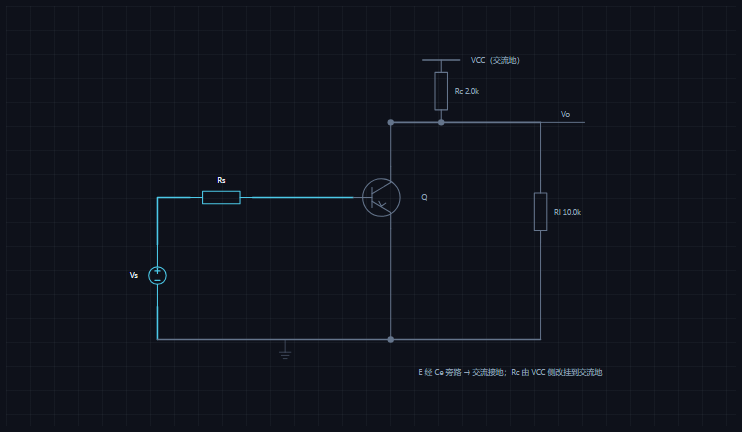 VCC（交流地）
Rc 2.0k
Vo
Rs
Q
Rl 10.0k
Vs
E 经 Ce 旁路 → 交流接地；Rc 由 VCC 侧改挂到交流地